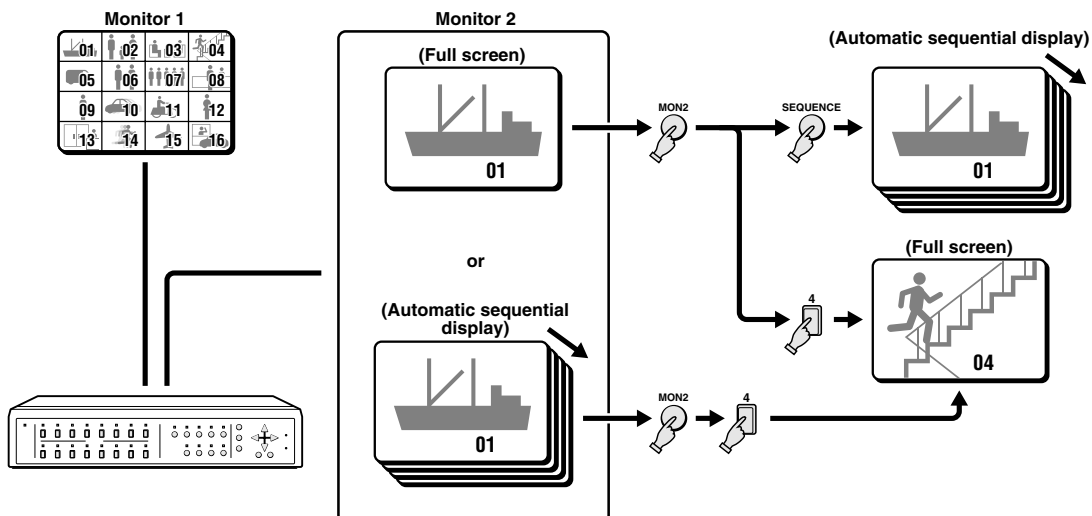 Monitor 1
01 02 03 04
05 06 07 08
09 10 11 12
13 14 15 16
Monitor 2
(Full screen)
01
or
(Automatic sequential
display)
01
MON2
SEQUENCE
(Automatic sequential display)
01
4
(Full screen)
04
MON2
4